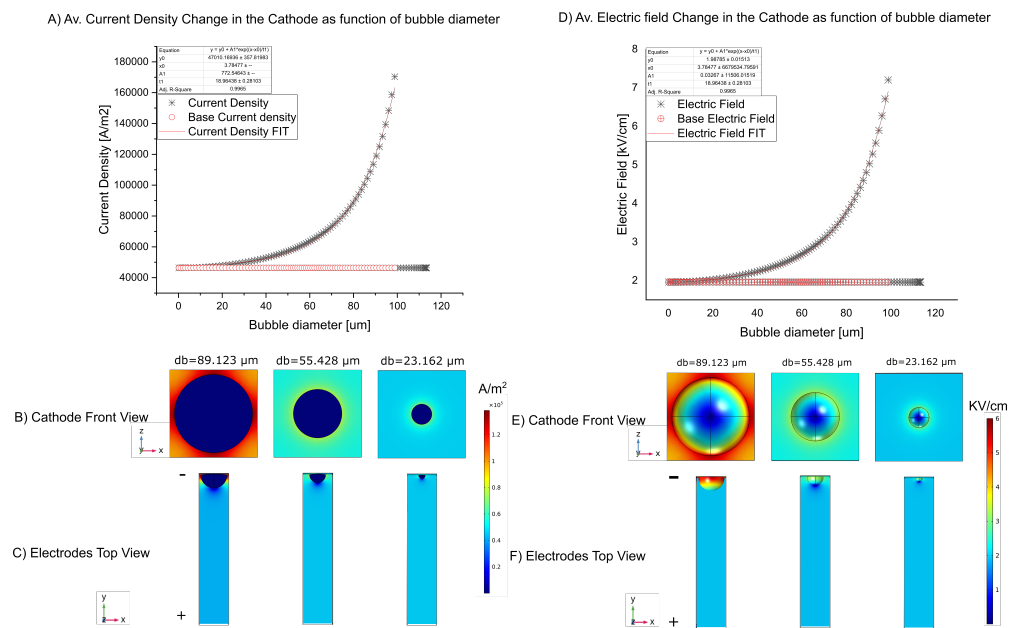 A) Av. Current Density Change in the Cathode as function of bubble diameter
Equation y = y0 + A1*exp((x-x0)/t1)
y0 47010.16936 ± 357.81983
x0 3.78477 ± --
A1 772.54643 ± --
t1 18.96438 ± 0.28103
Adj. R-Square 0.9965
Current Density
Base Current density
Current Density FIT
Current Density [A/m2]
180000
160000
140000
120000
100000
80000
60000
40000
0 20 40 60 80 100 120
Bubble diameter [um]
D) Av. Electric field Change in the Cathode as function of bubble diameter
Equation y = y0 + A1*exp((x-x0)/t1)
y0 1.98785 ± 0.01513
x0 3.78477 ± 6679534.79591
A1 0.03267 ± 11506.01519
t1 18.96438 ± 0.28103
Adj. R-Square 0.9965
Electric Field
Base Electric Field
Electric Field FIT
Electric Field [kV/cm]
8
7
6
5
4
3
2
0 20 40 60 80 100 120
Bubble diameter [um]
db=89.123 µm db=55.428 µm db=23.162 µm
B) Cathode Front View
z
y x
A/m²
×10⁵
1.2
1
0.8
0.6
0.4
0.2
-
C) Electrodes Top View
+
y
z x
db=89.123 µm db=55.428 µm db=23.162 µm
E) Cathode Front View
z
y x
KV/cm
6
5
4
3
2
1
-
F) Electrodes Top View
+
y
z x